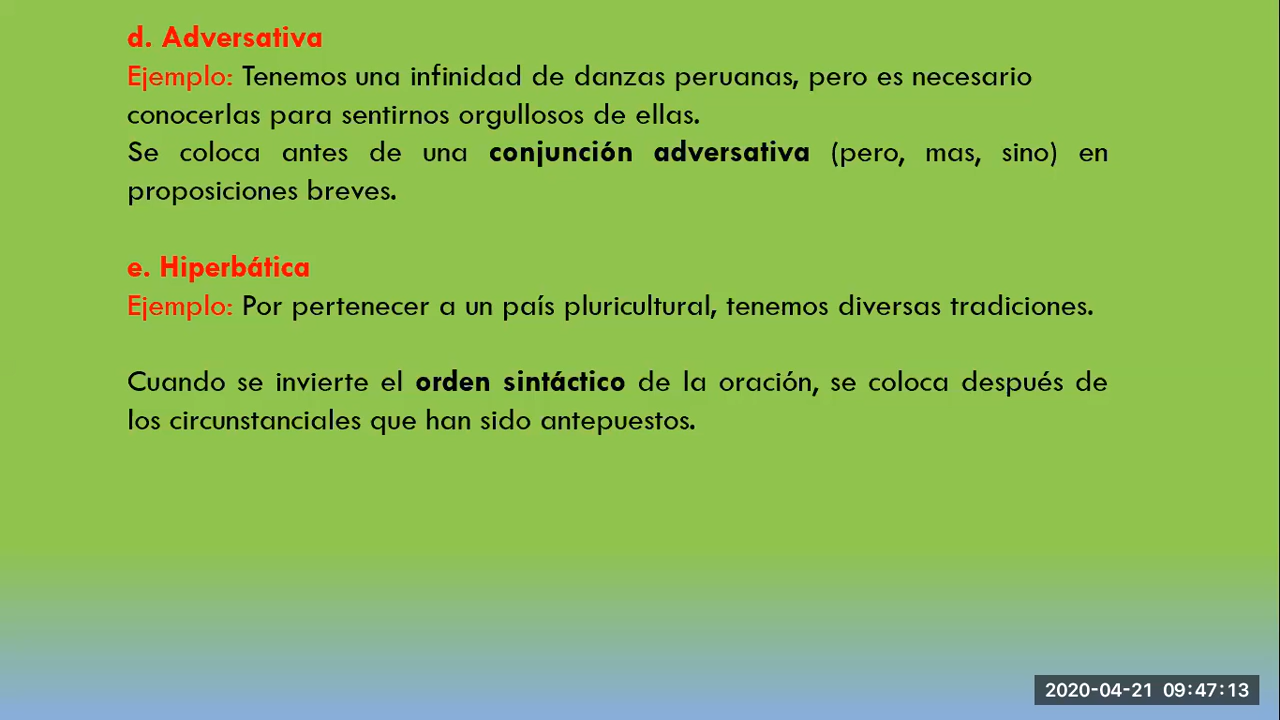 d. Adversativa
Ejemplo: Tenemos una infinidad de danzas peruanas, pero es necesario
conocerlas para sentirnos orgullosos de ellas.
Se coloca antes de una conjunción adversativa (pero, mas, sino) en
proposiciones breves.
e. Hiperbática
Ejemplo: Por pertenecer a un país pluricultural, tenemos diversas tradiciones.
Cuando se invierte el orden sintáctico de la oración, se coloca después de
los circunstanciales que han sido antepuestos.
2020-04-21 09:47:13